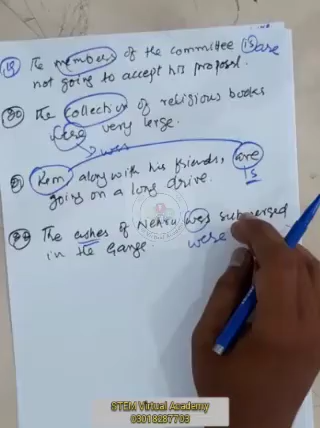 19 The members of the committee is are
not going to accept his proposal.
20 The collection of religious books
were very large.
was
Ram along with his friends, are
going on a long drive. is
The ashes of Nehru was submerged
in the Ganga were
STEM Virtual Academy
03018287703